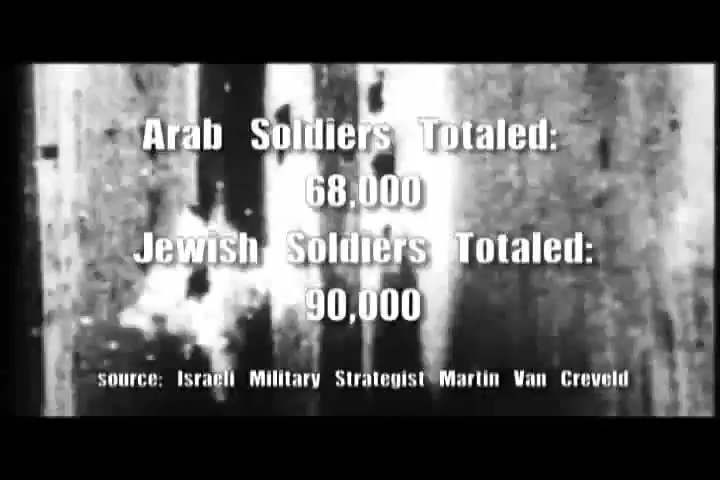 Arab Soldiers Totaled:
68,000
Jewish Soldiers Totaled:
90,000
source: Israeli Military Strategist Martin Van Creveld